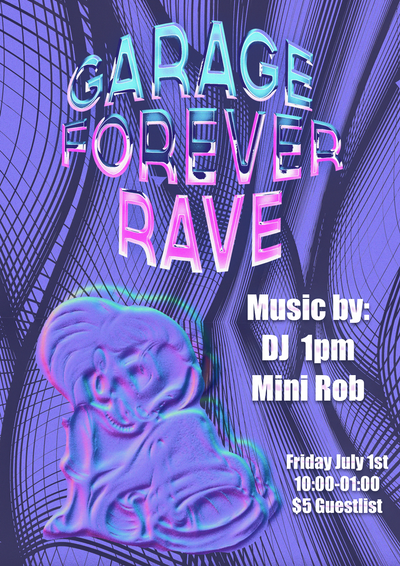 GARAGE
FOREVER
RAVE
Music by:
DJ 1pm
Mini Rob
Friday July 1st
10:00-01:00
$5 Guestlist